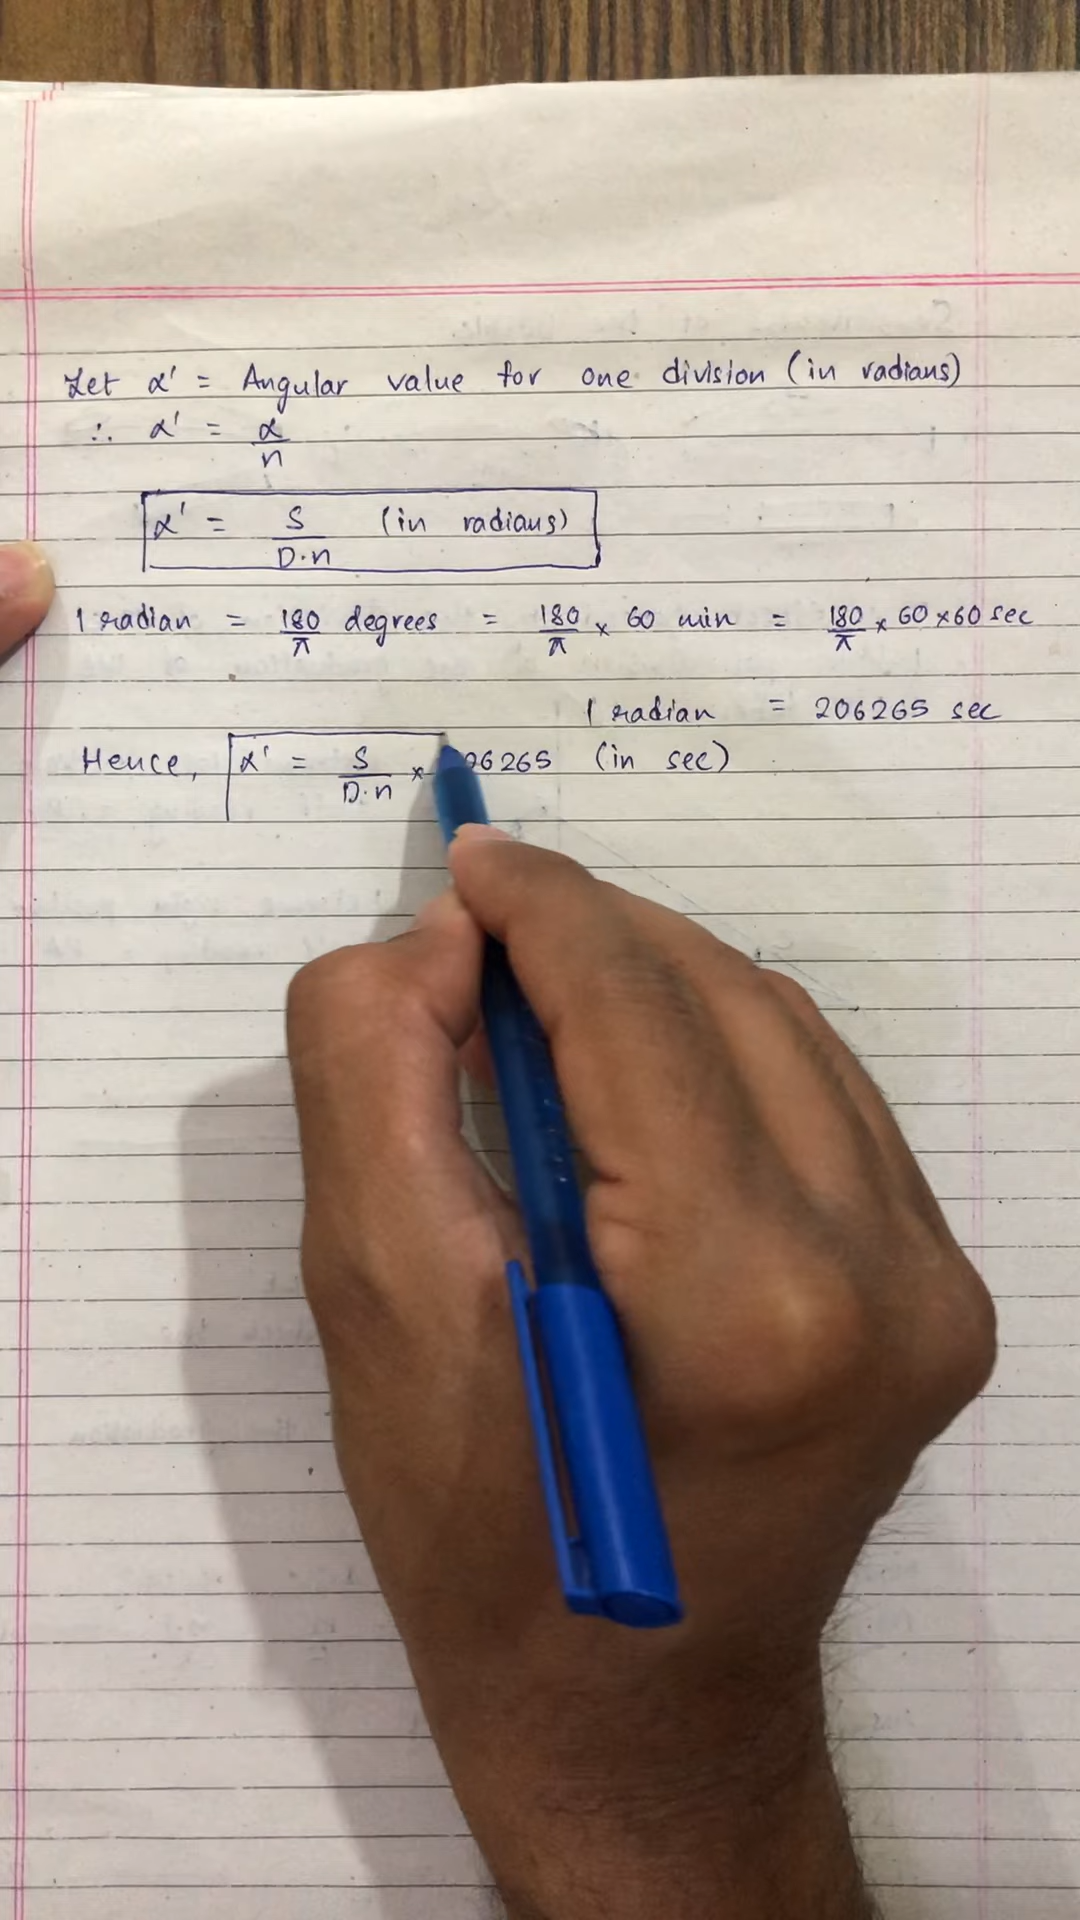 Let α' = Angular value for one division (in radians)
∴ α' = α/n
α' = S/D·n (in radians)
1 radian = 180/π degrees = 180/π × 60 min = 180/π × 60×60 sec
1 radian = 206265 sec
Hence, α' = S/D·n × 06265 (in sec)